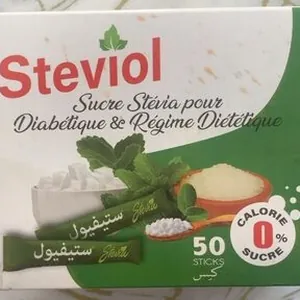 Steviol
Sucre Stévia pour
Diabétique & Régime Diététique
ستيفيول Stevia
ستيفيول Stevia
50
STICKS
كيس
CALORIE
0%
SUCRE